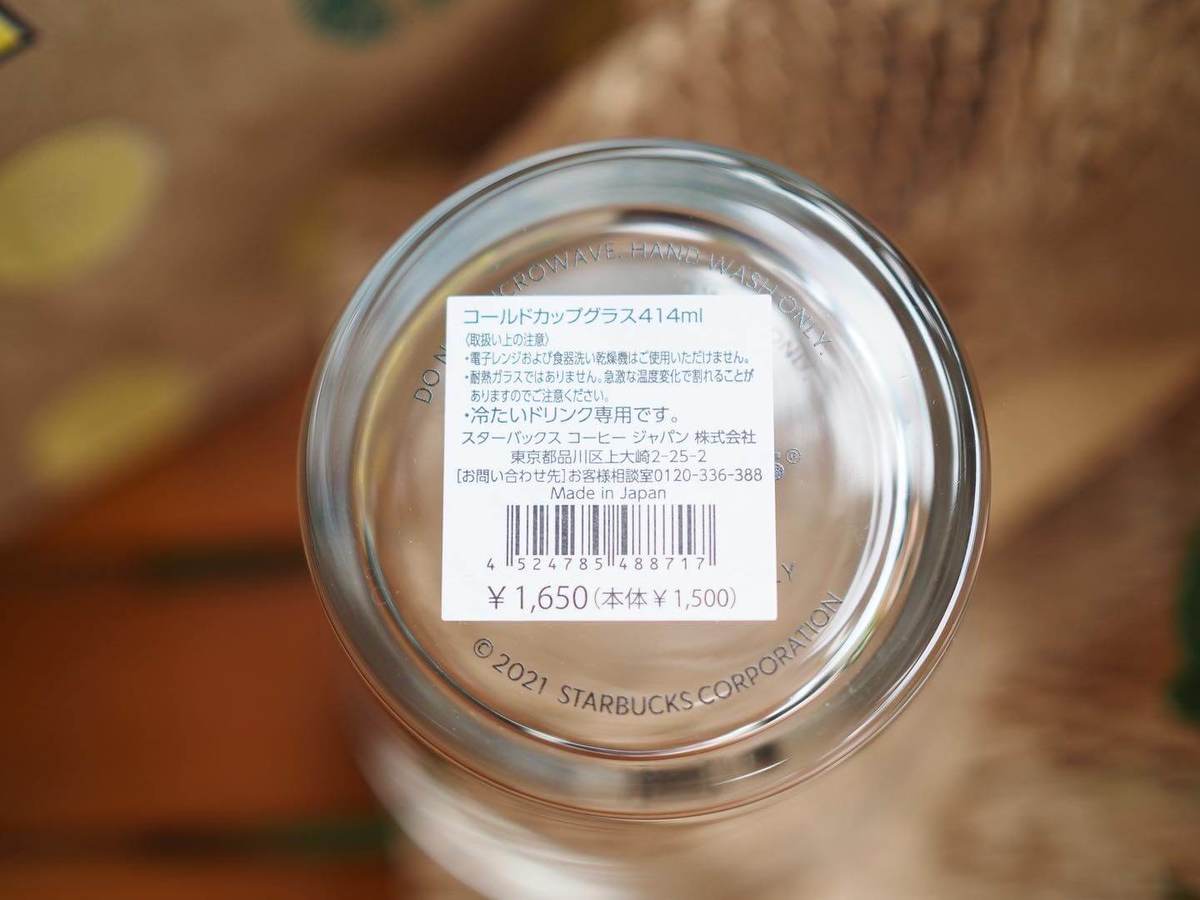 MICROWAVE. HAND WASH ONLY.
コールドカップグラス414ml
〈取扱い上の注意〉
・電子レンジおよび食器洗い乾燥機はご使用いただけません。
・耐熱ガラスではありません。急激な温度変化で割れることが
ありますのでご注意ください。
・冷たいドリンク専用です。
スターバックス コーヒー ジャパン 株式会社
東京都品川区上大崎2-25-2
[お問い合わせ先]お客様相談室0120-336-388
Made in Japan
4 524785 488717
¥1,650(本体¥1,500)
©2021 STARBUCKS CORPORATION